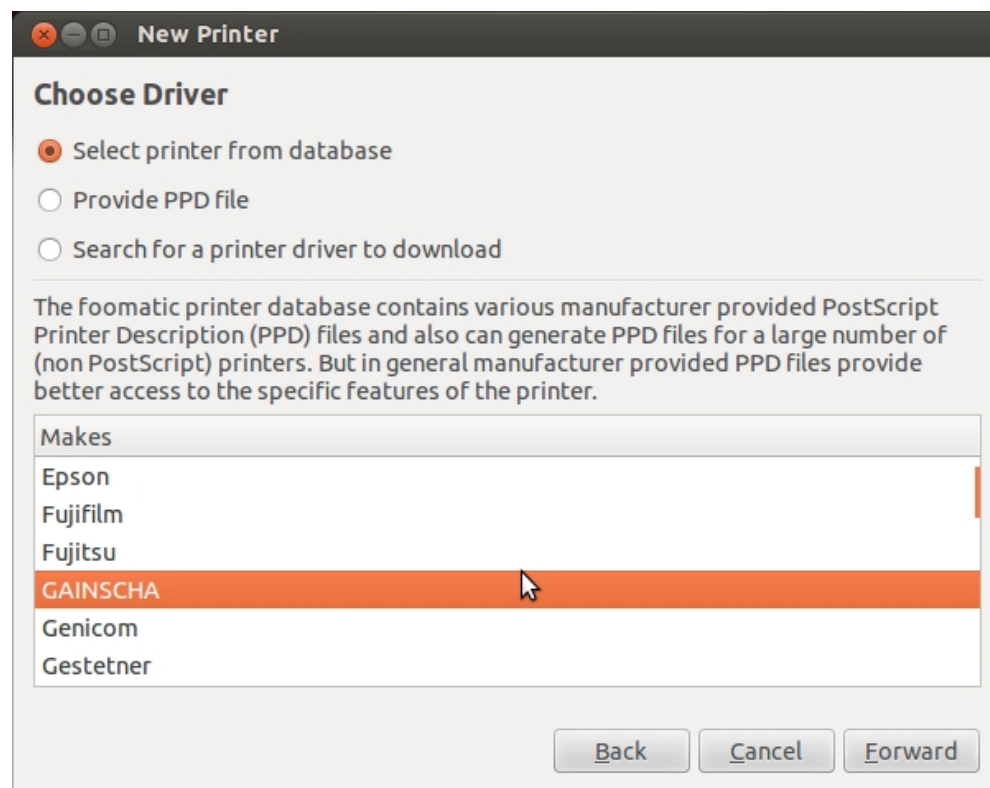 New Printer
Choose Driver
Select printer from database
Provide PPD file
Search for a printer driver to download
The foomatic printer database contains various manufacturer provided PostScript
Printer Description (PPD) files and also can generate PPD files for a large number of
(non PostScript) printers. But in general manufacturer provided PPD files provide
better access to the specific features of the printer.
Makes
Epson
Fujifilm
Fujitsu
GAINSCHA
Genicom
Gestetner
Back Cancel Forward